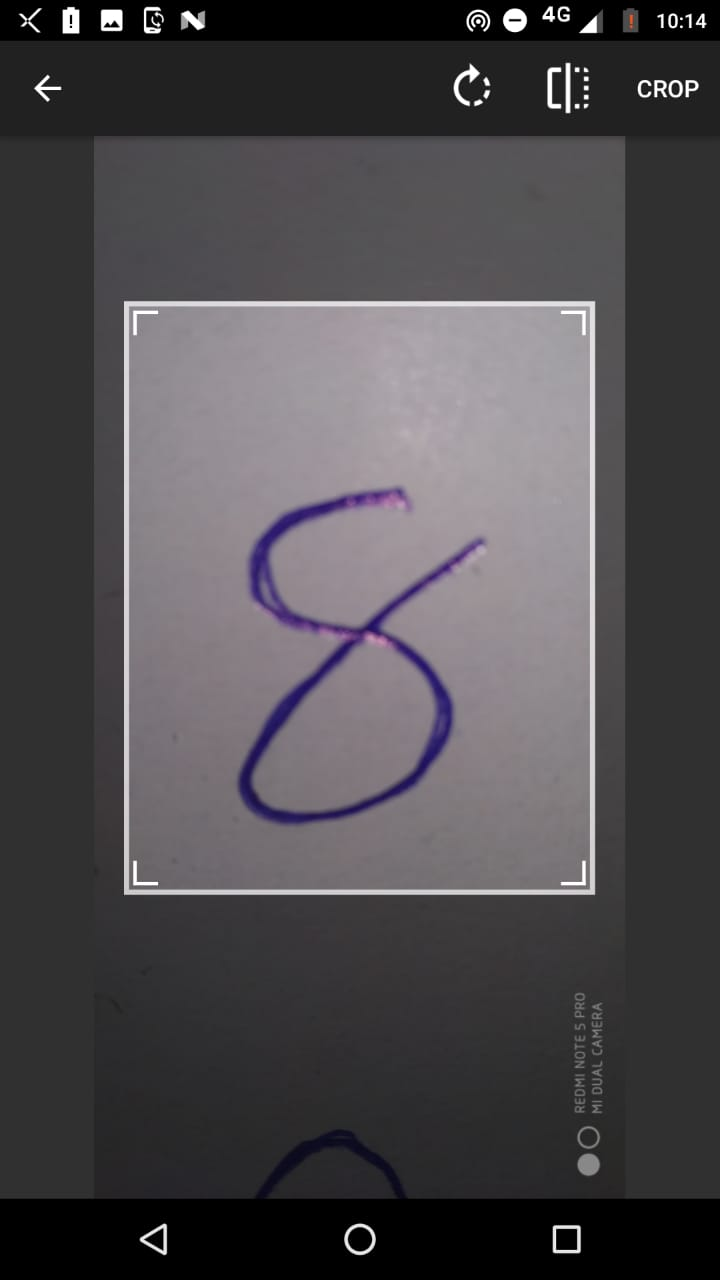 4G 10:14
CROP
8
REDMI NOTE 5 PRO
MI DUAL CAMERA